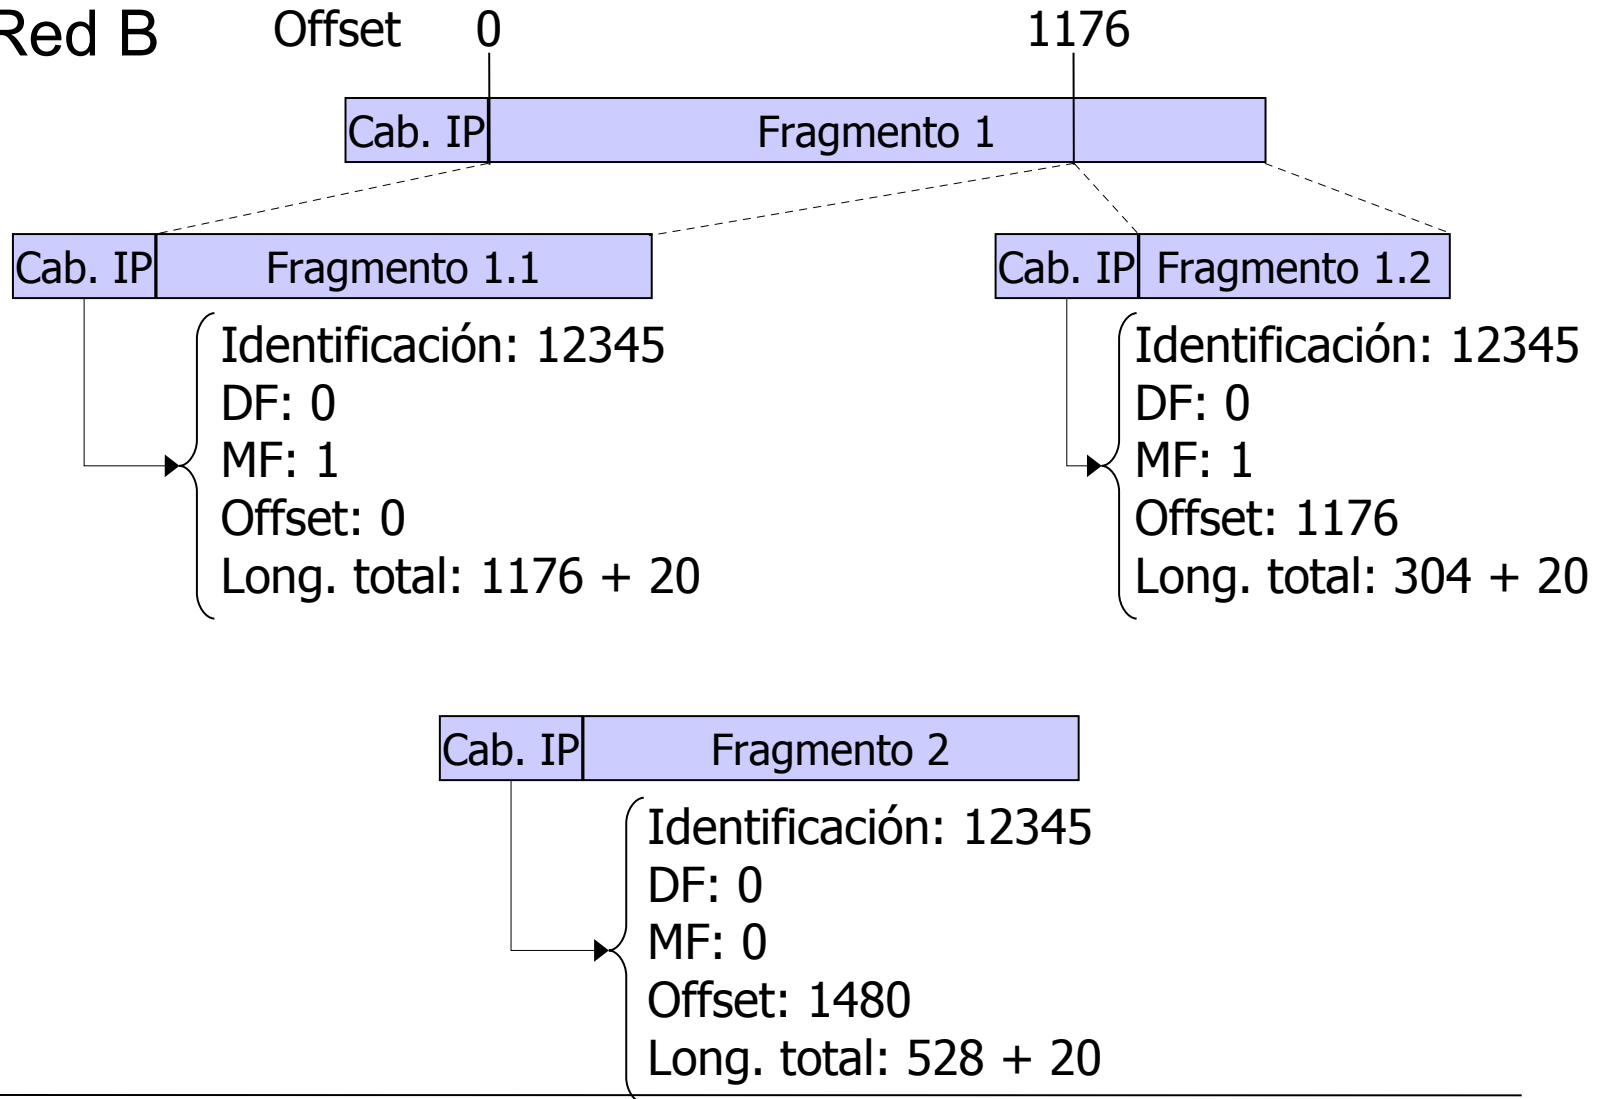 Red B
Offset 0 1176
Cab. IP Fragmento 1
Cab. IP Fragmento 1.1
Identificación: 12345
DF: 0
MF: 1
Offset: 0
Long. total: 1176 + 20
Cab. IP Fragmento 1.2
Identificación: 12345
DF: 0
MF: 1
Offset: 1176
Long. total: 304 + 20
Cab. IP Fragmento 2
Identificación: 12345
DF: 0
MF: 0
Offset: 1480
Long. total: 528 + 20